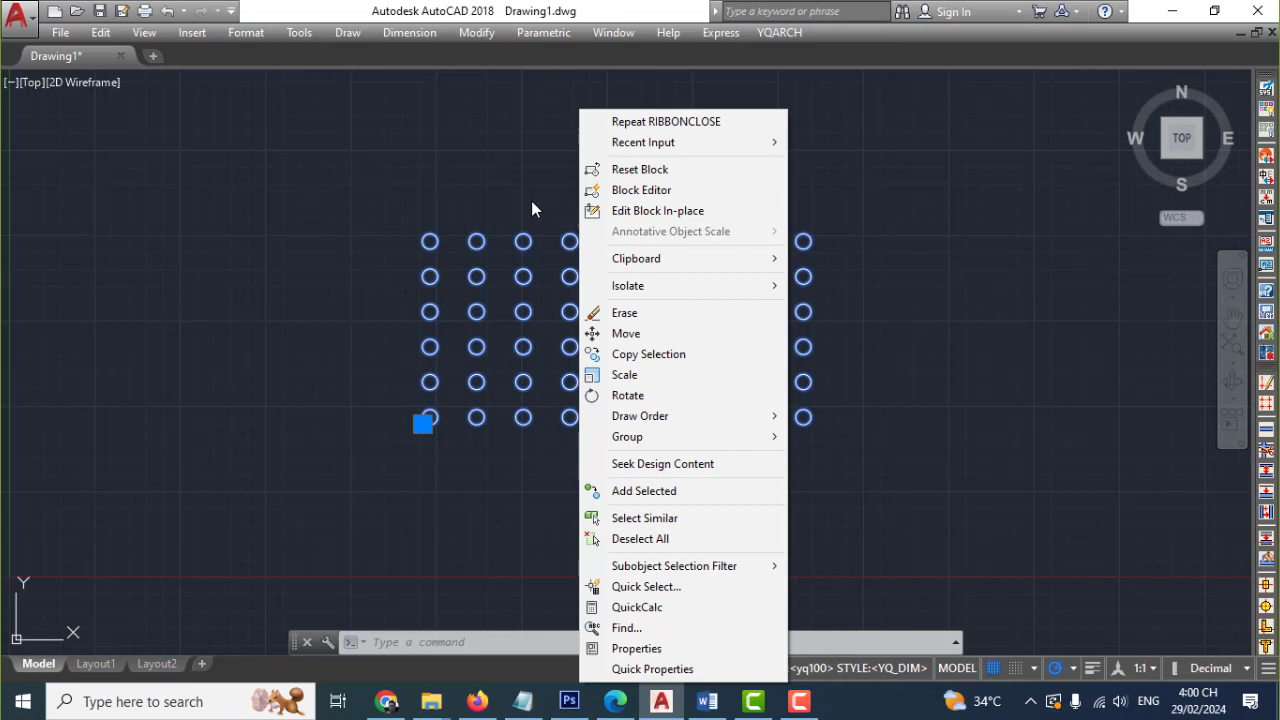 Autodesk AutoCAD 2018 Drawing1.dwg
Type a keyword or phrase
Sign In
File Edit View Insert Format Tools Draw Dimension Modify Parametric Window Help Express YQARCH
Drawing1*
[−][Top][2D Wireframe]
N
W TOP E
S
WCS
Repeat RIBBONCLOSE
Recent Input
Reset Block
Block Editor
Edit Block In-place
Annotative Object Scale
Clipboard
Isolate
Erase
Move
Copy Selection
Scale
Rotate
Draw Order
Group
Seek Design Content
Add Selected
Select Similar
Deselect All
Subobject Selection Filter
Quick Select...
QuickCalc
Find...
Properties
Quick Properties
Y
X
Type a command
Model Layout1 Layout2
<yq100> STYLE:<YQ_DIM> MODEL 1:1 Decimal
Type here to search
34°C
ENG
4:00 CH
29/02/2024